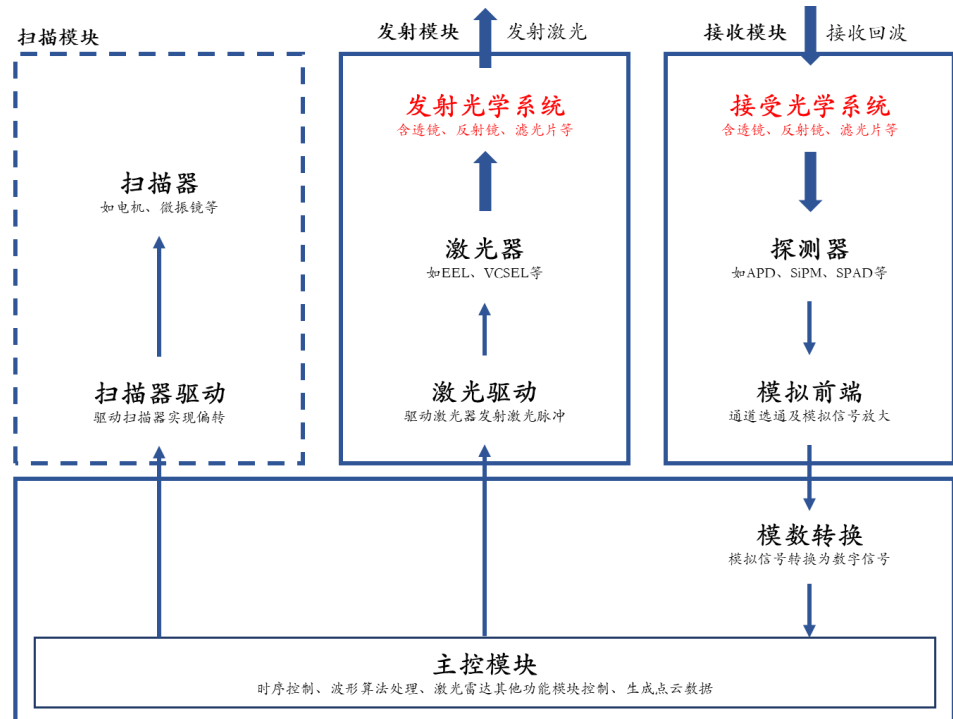 扫描模块
扫描器
如电机、微振镜等
扫描器驱动
驱动扫描器实现偏转
发射模块 发射激光
发射光学系统
含透镜、反射镜、滤光片等
激光器
如EEL、VCSEL等
激光驱动
驱动激光器发射激光脉冲
接收模块 接收回波
接受光学系统
含透镜、反射镜、滤光片等
探测器
如APD、SiPM、SPAD等
模拟前端
通道选通及模拟信号放大
模数转换
模拟信号转换为数字信号
主控模块
时序控制、波形算法处理、激光雷达其他功能模块控制、生成点云数据